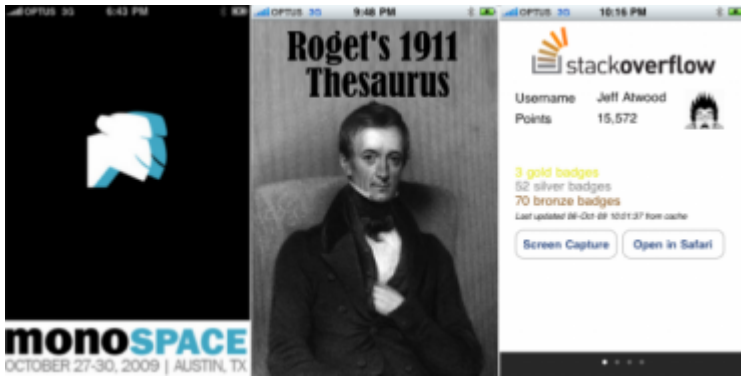 OPTUS 3G 6:43 PM
monoSPACE
OCTOBER 27-30, 2009 | AUSTIN, TX
OPTUS 3G 9:48 PM
Roget's 1911
Thesaurus
OPTUS 3G 10:16 PM
stackoverflow
Username Jeff Atwood
Points 15,572
3 gold badges
52 silver badges
70 bronze badges
Last updated 06-Oct-09 10:01:37 from cache
Screen Capture Open in Safari